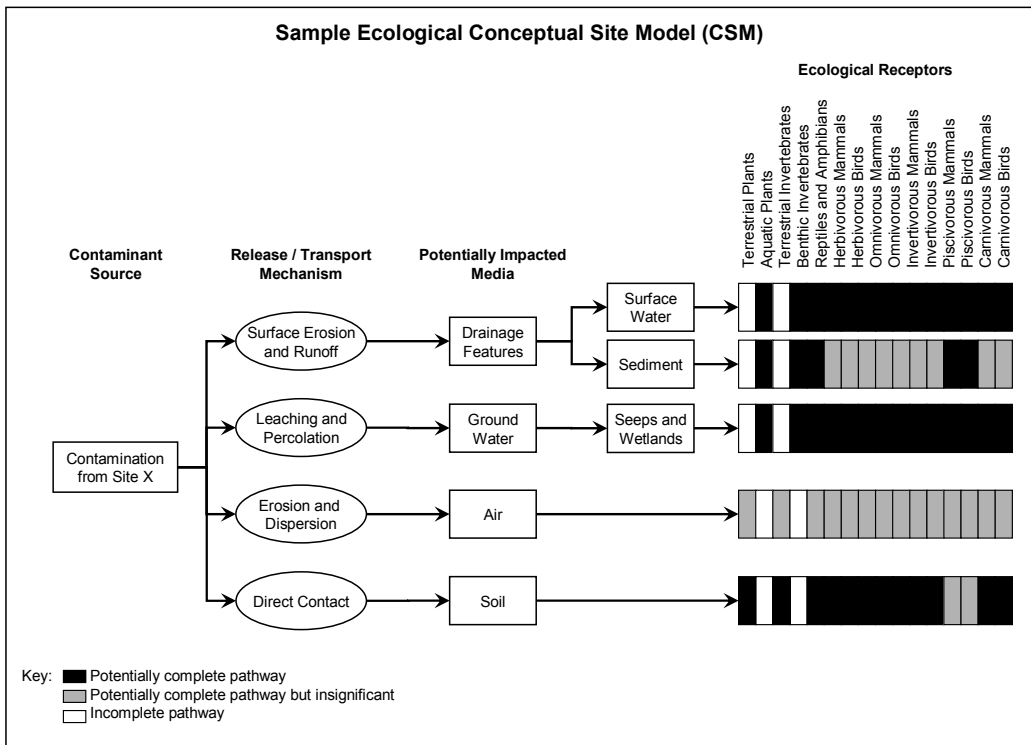 Sample Ecological Conceptual Site Model (CSM)
Ecological Receptors
Terrestrial Plants
Aquatic Plants
Terrestrial Invertebrates
Benthic Invertebrates
Reptiles and Amphibians
Herbivorous Mammals
Herbivorous Birds
Omnivorous Mammals
Omnivorous Birds
Invertivorous Mammals
Invertivorous Birds
Piscivorous Mammals
Piscivorous Birds
Carnivorous Mammals
Carnivorous Birds
Contaminant
Source
Release / Transport
Mechanism
Potentially Impacted
Media
Surface Erosion
and Runoff
Drainage
Features
Surface
Water
Sediment
Leaching and
Percolation
Ground
Water
Seeps and
Wetlands
Contamination
from Site X
Erosion and
Dispersion
Air
Direct Contact
Soil
Key:
Potentially complete pathway
Potentially complete pathway but insignificant
Incomplete pathway